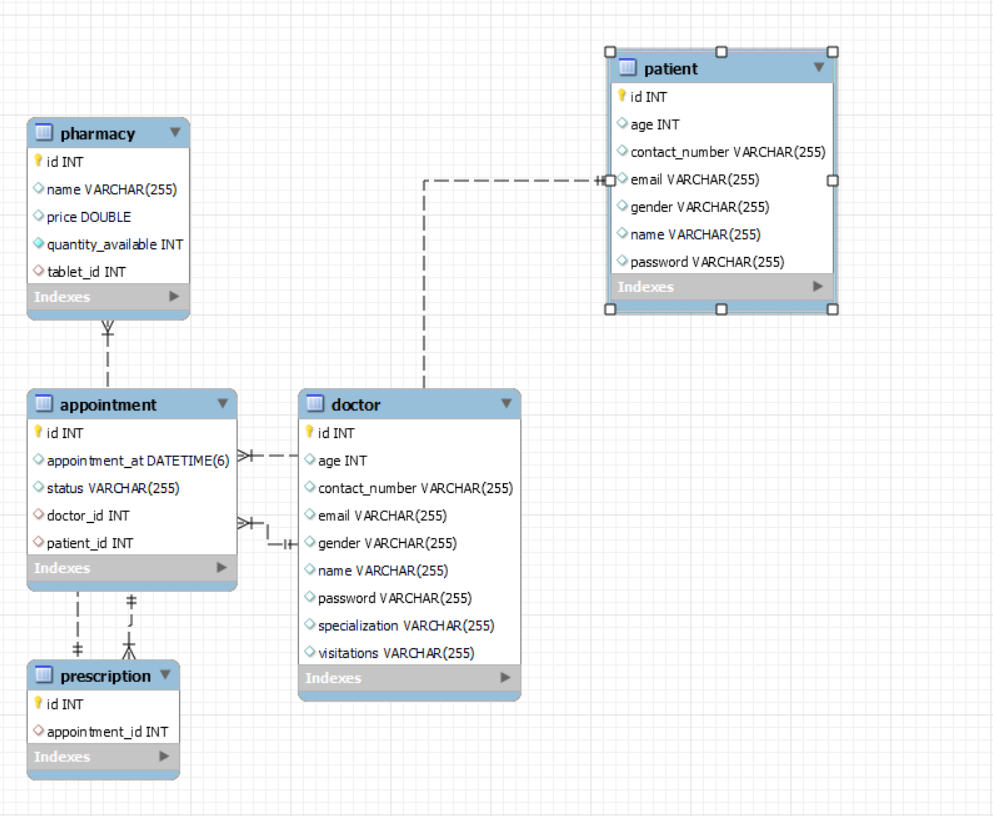 patient
id INT
age INT
contact_number VARCHAR(255)
email VARCHAR(255)
gender VARCHAR(255)
name VARCHAR(255)
password VARCHAR(255)
Indexes
pharmacy
id INT
name VARCHAR(255)
price DOUBLE
quantity_available INT
tablet_id INT
Indexes
appointment
id INT
appointment_at DATETIME(6)
status VARCHAR(255)
doctor_id INT
patient_id INT
Indexes
doctor
id INT
age INT
contact_number VARCHAR(255)
email VARCHAR(255)
gender VARCHAR(255)
name VARCHAR(255)
password VARCHAR(255)
specialization VARCHAR(255)
visitations VARCHAR(255)
Indexes
prescription
id INT
appointment_id INT
Indexes